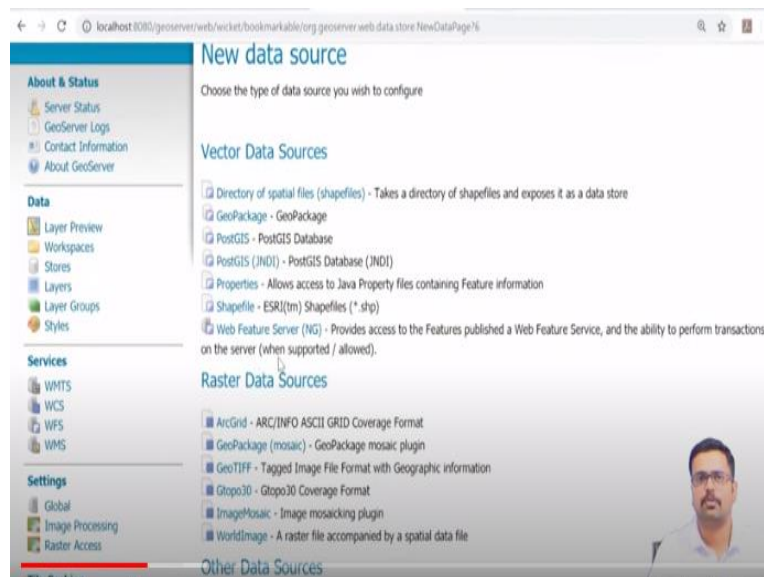 localhost:8080/geoserver/web/wicket/bookmarkable/org.geoserver.web.data.store.NewDataPage?6
About & Status
Server Status
GeoServer Logs
Contact Information
About GeoServer
Data
Layer Preview
Workspaces
Stores
Layers
Layer Groups
Styles
Services
WMTS
WCS
WFS
WMS
Settings
Global
Image Processing
Raster Access
New data source
Choose the type of data source you wish to configure
Vector Data Sources
Directory of spatial files (shapefiles) - Takes a directory of shapefiles and exposes it as a data store
GeoPackage - GeoPackage
PostGIS - PostGIS Database
PostGIS (JNDI) - PostGIS Database (JNDI)
Properties - Allows access to Java Property files containing Feature information
Shapefile - ESRI(tm) Shapefiles (*.shp)
Web Feature Server (NG) - Provides access to the Features published a Web Feature Service, and the ability to perform transactions
on the server (when supported / allowed).
Raster Data Sources
ArcGrid - ARC/INFO ASCII GRID Coverage Format
GeoPackage (mosaic) - GeoPackage mosaic plugin
GeoTIFF - Tagged Image File Format with Geographic information
Gtopo30 - Gtopo30 Coverage Format
ImageMosaic - Image mosaicking plugin
WorldImage - A raster file accompanied by a spatial data file
Other Data Sources